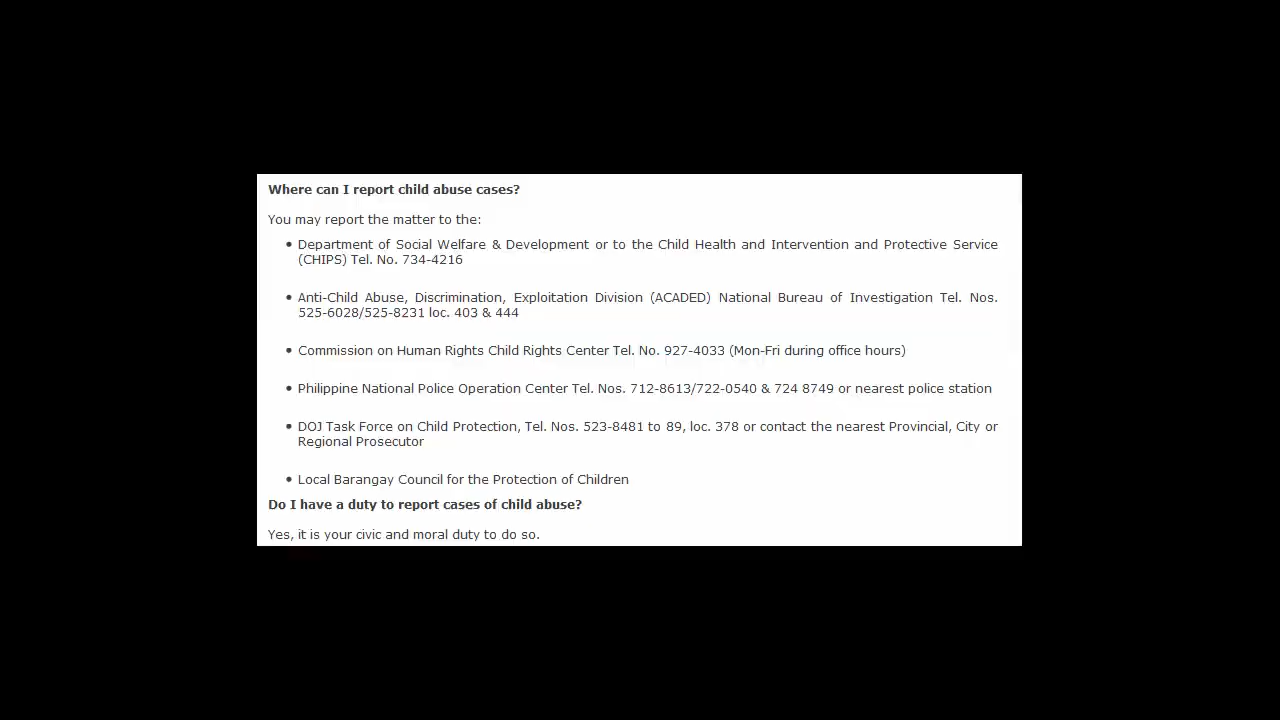 Where can I report child abuse cases?
You may report the matter to the:
• Department of Social Welfare & Development or to the Child Health and Intervention and Protective Service
(CHIPS) Tel. No. 734-4216
• Anti-Child Abuse, Discrimination, Exploitation Division (ACADED) National Bureau of Investigation Tel. Nos.
525-6028/525-8231 loc. 403 & 444
• Commission on Human Rights Child Rights Center Tel. No. 927-4033 (Mon-Fri during office hours)
• Philippine National Police Operation Center Tel. Nos. 712-8613/722-0540 & 724 8749 or nearest police station
• DOJ Task Force on Child Protection, Tel. Nos. 523-8481 to 89, loc. 378 or contact the nearest Provincial, City or
Regional Prosecutor
• Local Barangay Council for the Protection of Children
Do I have a duty to report cases of child abuse?
Yes, it is your civic and moral duty to do so.